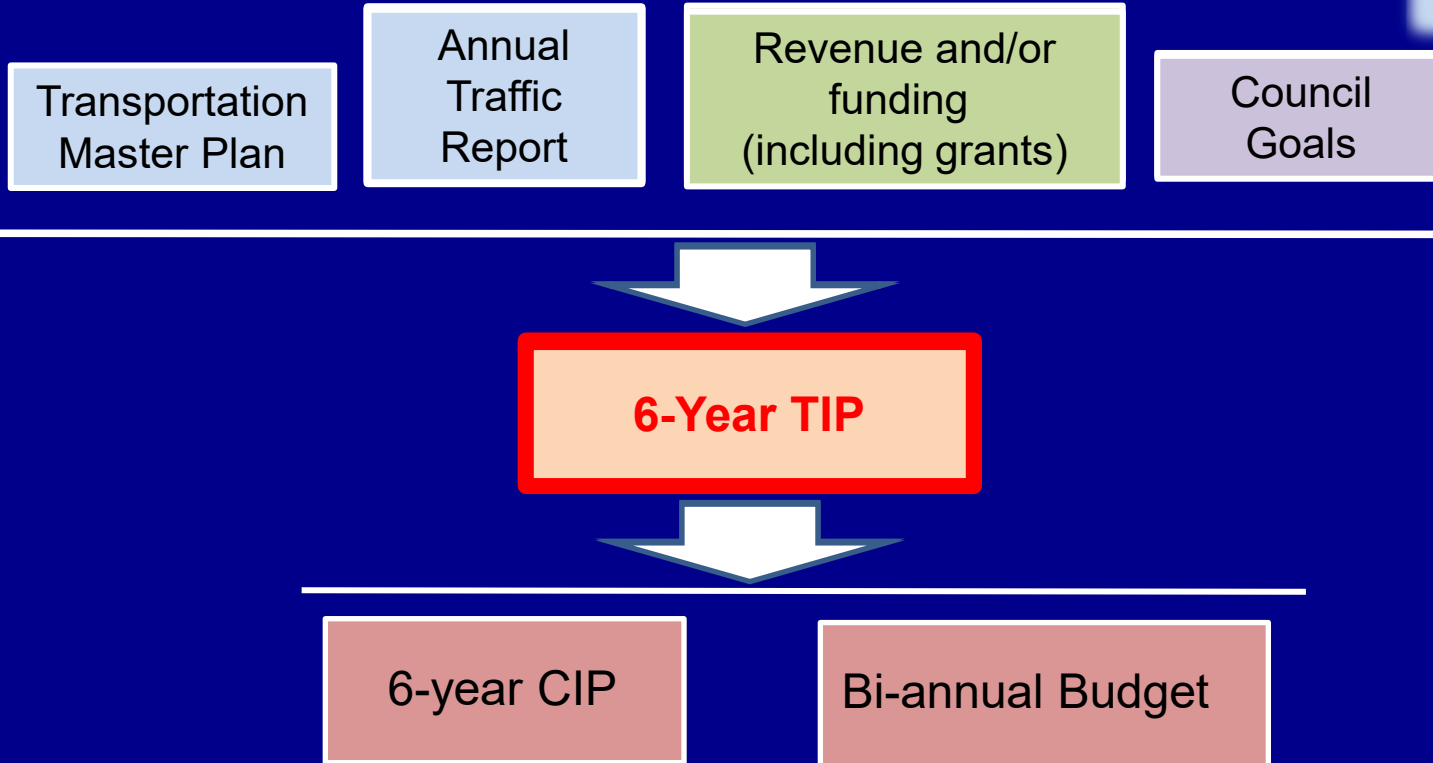 Transportation
Master Plan
Annual
Traffic
Report
Revenue and/or
funding
(including grants)
Council
Goals
6-Year TIP
6-year CIP
Bi-annual Budget